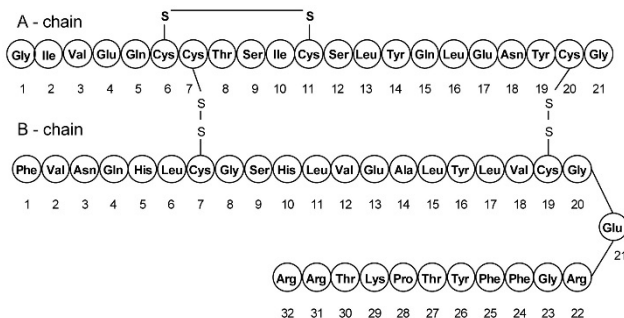 S S
A - chain
Gly Ile Val Glu Gln Cys Cys Thr Ser Ile Cys Ser Leu Tyr Gln Leu Glu Asn Tyr Cys Gly
1 2 3 4 5 6 7 8 9 10 11 12 13 14 15 16 17 18 19 20 21
S S
S S
B - chain
Phe Val Asn Gln His Leu Cys Gly Ser His Leu Val Glu Ala Leu Tyr Leu Val Cys Gly
1 2 3 4 5 6 7 8 9 10 11 12 13 14 15 16 17 18 19 20
Glu
21
Arg Arg Thr Lys Pro Thr Tyr Phe Phe Gly Arg
32 31 30 29 28 27 26 25 24 23 22